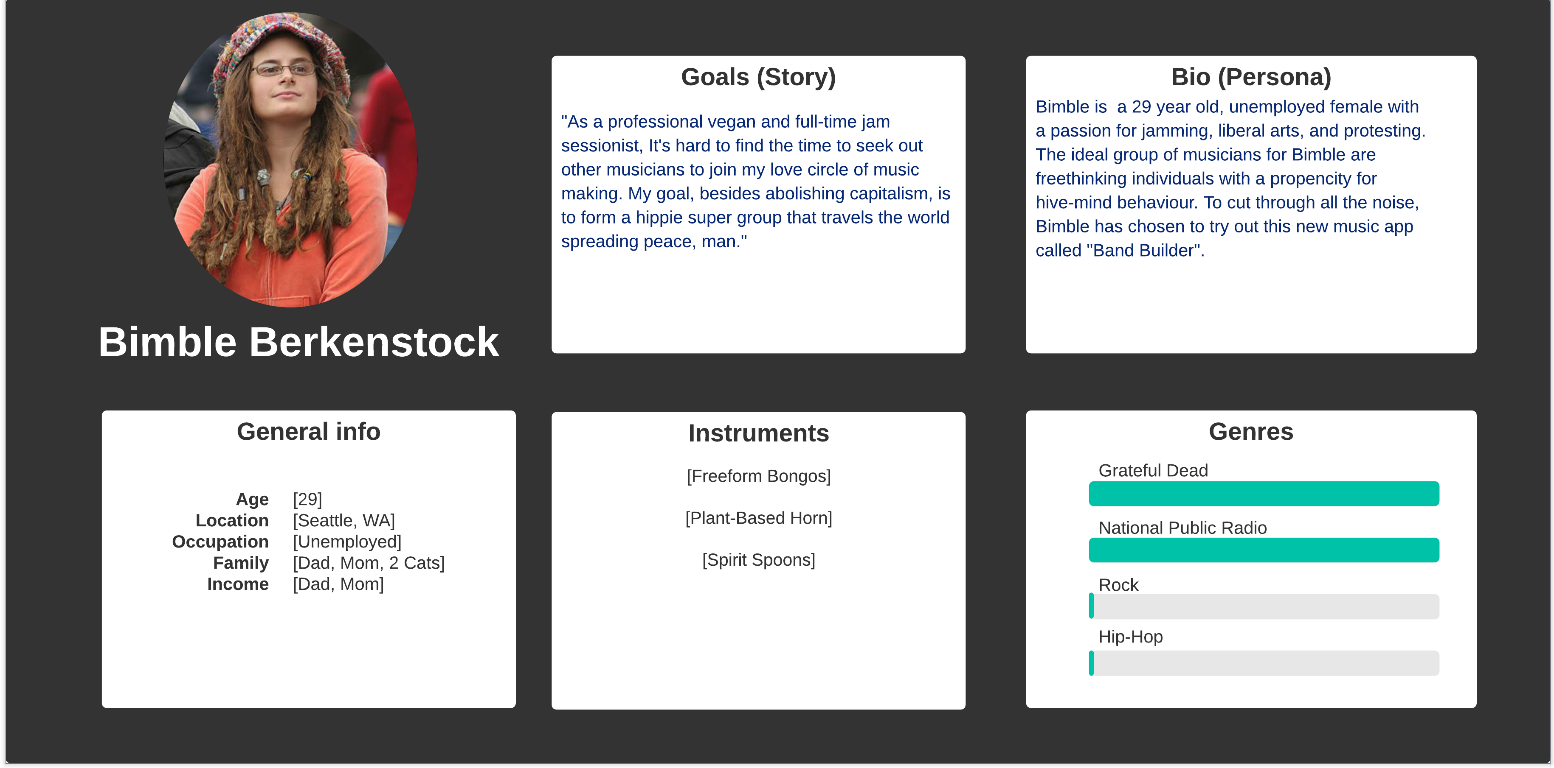 Bimble Berkenstock
Goals (Story)
"As a professional vegan and full-time jam
sessionist, It's hard to find the time to seek out
other musicians to join my love circle of music
making. My goal, besides abolishing capitalism, is
to form a hippie super group that travels the world
spreading peace, man."
Bio (Persona)
Bimble is  a 29 year old, unemployed female with
a passion for jamming, liberal arts, and protesting.
The ideal group of musicians for Bimble are
freethinking individuals with a propencity for
hive-mind behaviour. To cut through all the noise,
Bimble has chosen to try out this new music app
called "Band Builder".
General info
Age [29]
Location [Seattle, WA]
Occupation [Unemployed]
Family [Dad, Mom, 2 Cats]
Income [Dad, Mom]
Instruments
[Freeform Bongos]
[Plant-Based Horn]
[Spirit Spoons]
Genres
Grateful Dead
National Public Radio
Rock
Hip-Hop